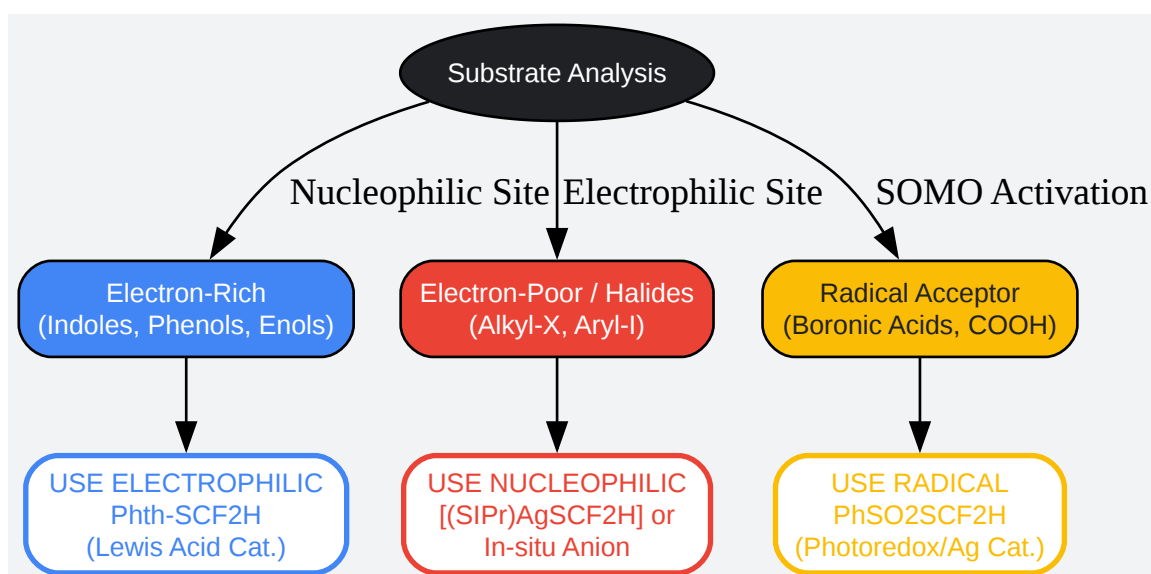 Substrate Analysis
Nucleophilic Site
Electrophilic Site
SOMO Activation
Electron-Rich
(Indoles, Phenols, Enols)
Electron-Poor / Halides
(Alkyl-X, Aryl-I)
Radical Acceptor
(Boronic Acids, COOH)
USE ELECTROPHILIC
Phth-SCF2H
(Lewis Acid Cat.)
USE NUCLEOPHILIC
[(SIPr)AgSCF2H] or
In-situ Anion
USE RADICAL
PhSO2SCF2H
(Photoredox/Ag Cat.)